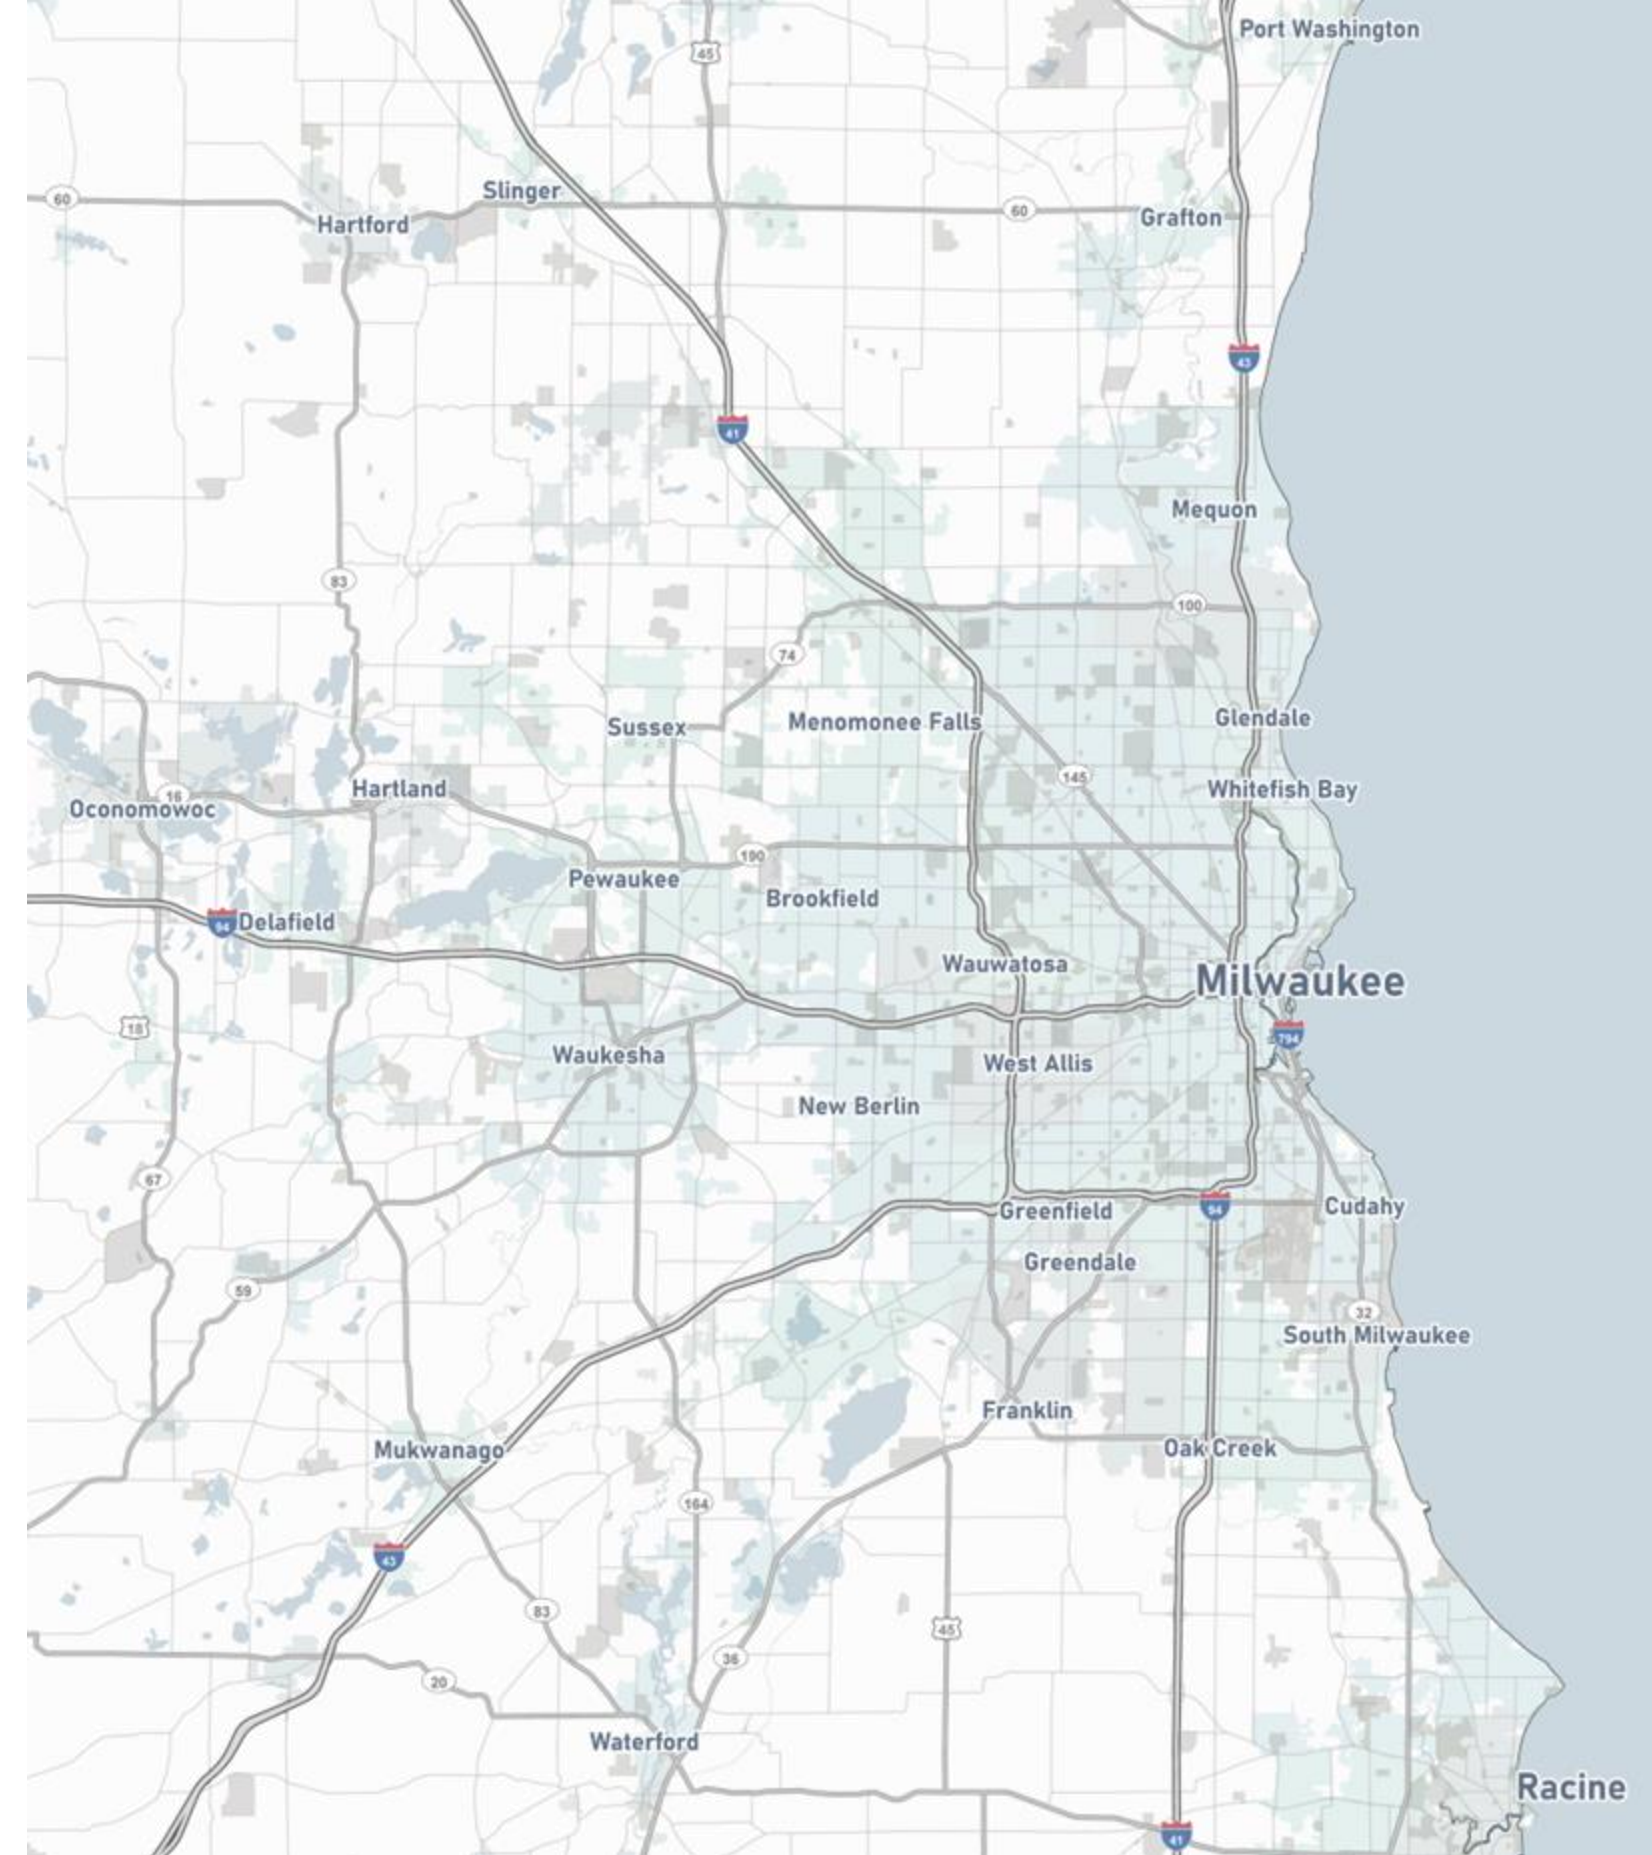 Port Washington
45
Slinger
60
60
Hartford
Grafton
43
41
Mequon
83
100
74
Sussex
Menomonee Falls
Glendale
145
Hartland
Whitefish Bay
16
Oconomowoc
190
Pewaukee
Brookfield
94
Delafield
Wauwatosa
Milwaukee
18
794
Waukesha
West Allis
New Berlin
67
Greenfield
94
Cudahy
Greendale
59
32
South Milwaukee
Franklin
Mukwanago
Oak Creek
164
43
83
45
36
20
Waterford
Racine
41